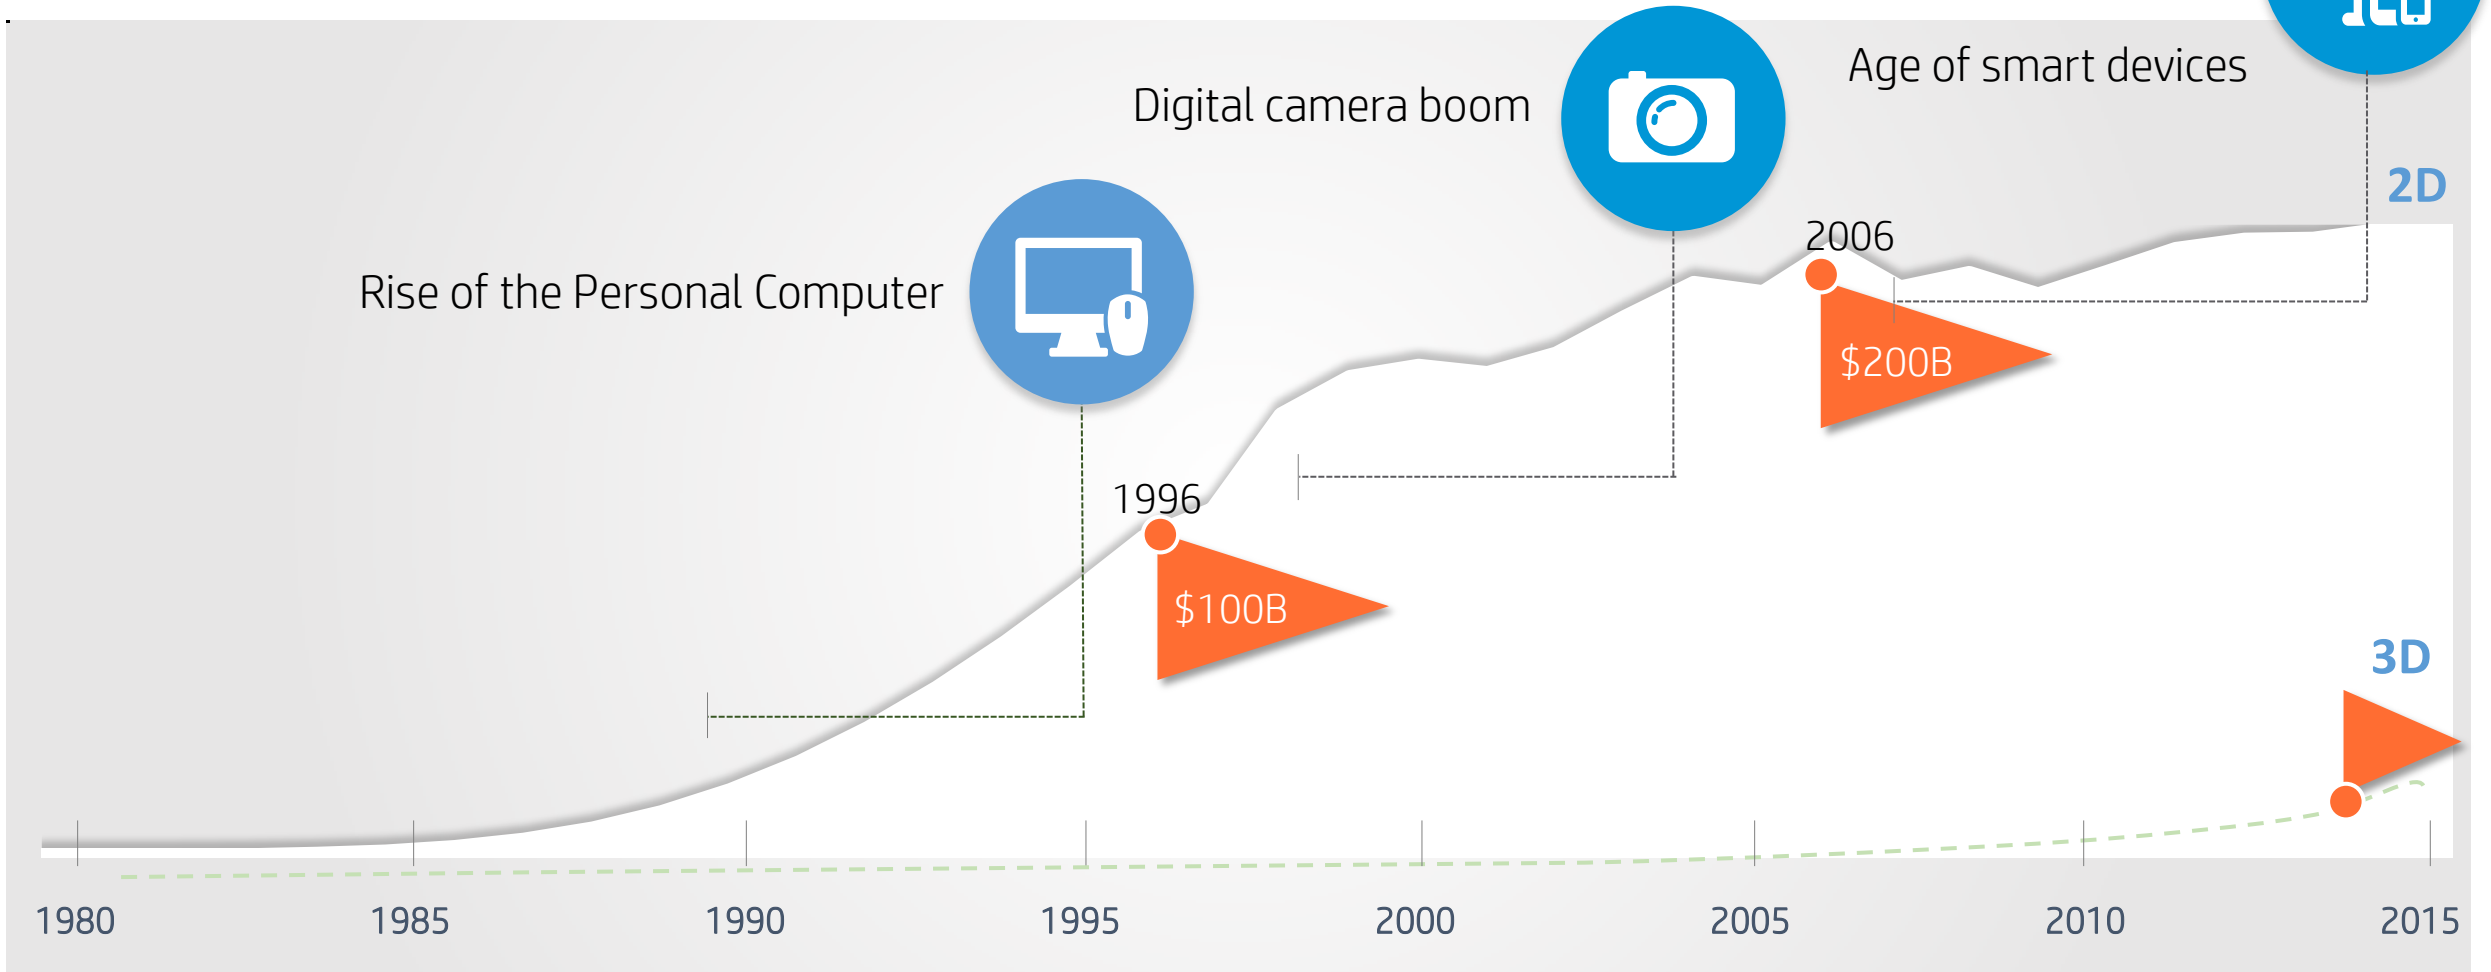 Age of smart devices
Digital camera boom
2D
2006
Rise of the Personal Computer
$200B
1996
$100B
3D
1980 1985 1990 1995 2000 2005 2010 2015